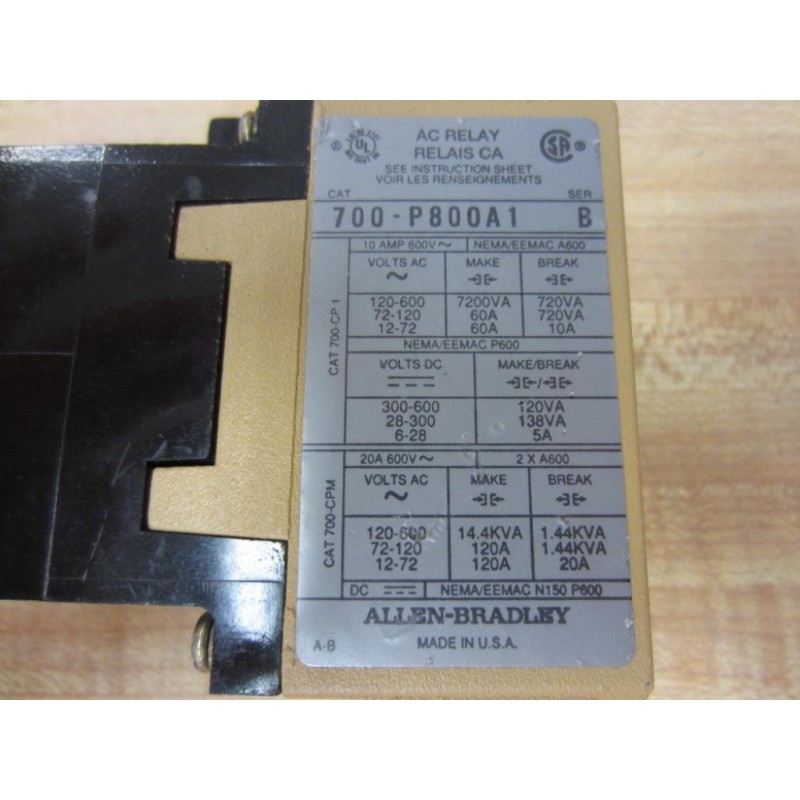 AC RELAY
RELAIS CA
SEE INSTRUCTION SHEET
VOIR LES RENSEIGNEMENTS
CAT SER
700-P800A1 B
CAT 700-CP 1
10 AMP 600V~ NEMA/EEMAC A600
VOLTS AC MAKE BREAK
~
120-600 7200VA 720VA
72-120 60A 720VA
12-72 60A 10A
NEMA/EEMAC P600
VOLTS DC MAKE/BREAK
/
300-600 120VA
28-300 138VA
6-28 5A
CAT 700-CPM
20A 600V~ 2 X A600
VOLTS AC MAKE BREAK
~
120-600 14.4KVA 1.44KVA
72-120 120A 1.44KVA
12-72 120A 20A
DC NEMA/EEMAC N150 P600
ALLEN-BRADLEY
A-B MADE IN U.S.A.
UL ®
SA ®